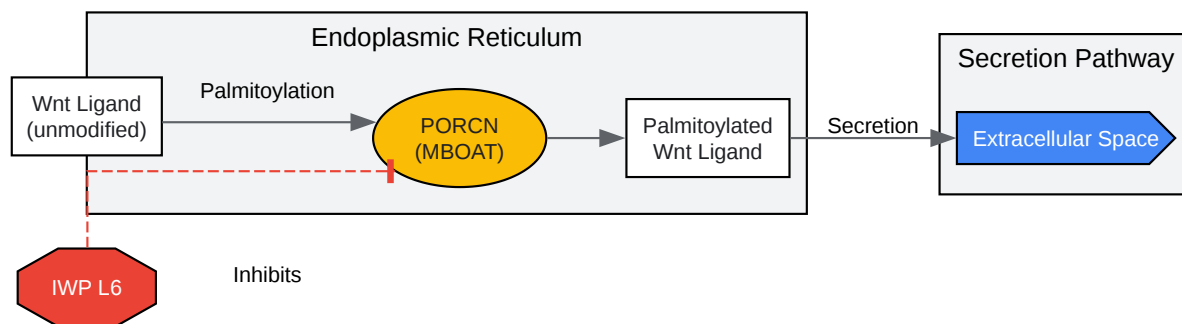 Endoplasmic Reticulum
Secretion Pathway
Wnt Ligand
(unmodified)
Palmitoylation
PORCN
(MBOAT)
Palmitoylated
Wnt Ligand
Secretion
Extracellular Space
IWP L6
Inhibits